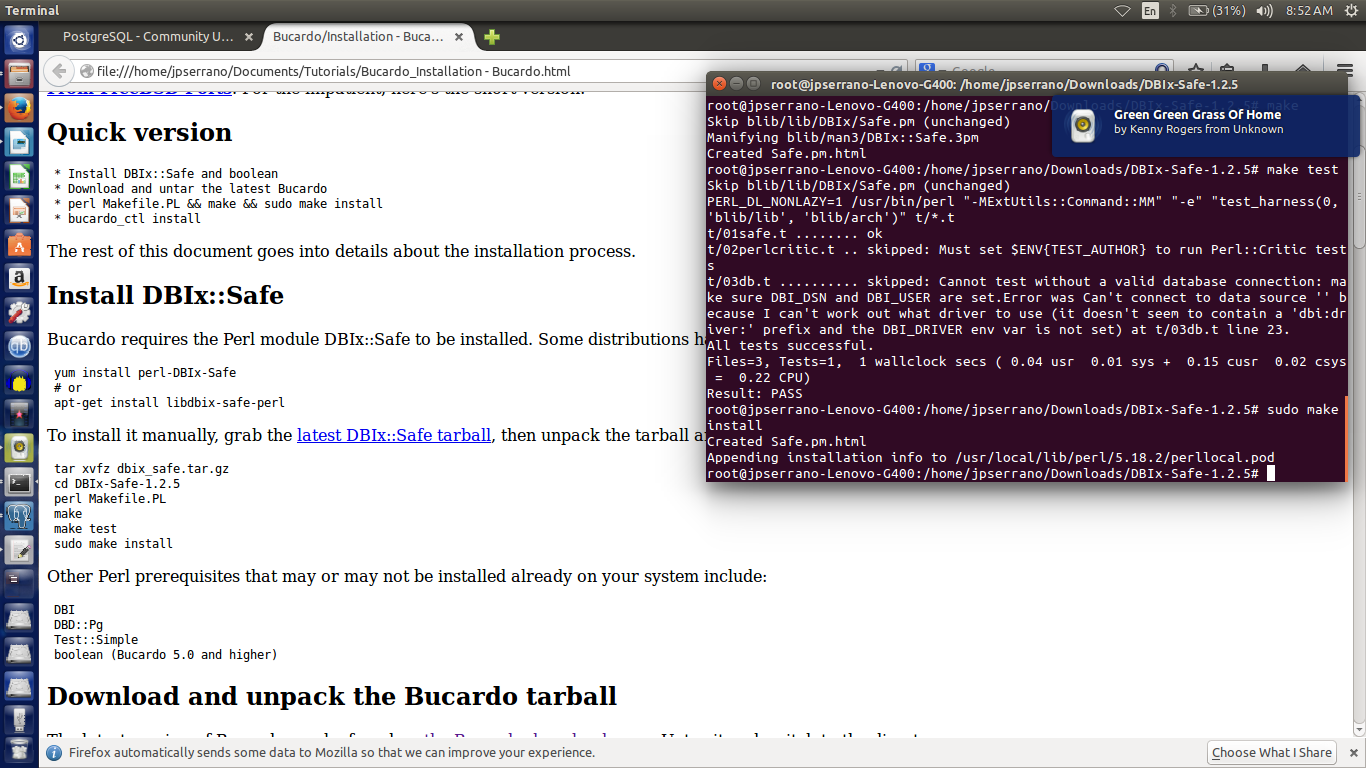 Terminal
En
(31%)
8:52 AM
PostgreSQL - Community U...
Bucardo/Installation - Buca...
file:///home/jpserrano/Documents/Tutorials/Bucardo_Installation - Bucardo.html
Google
From FreeBSD Ports. For the impatient, here's the short version:
Quick version
* Install DBIx::Safe and boolean
* Download and untar the latest Bucardo
* perl Makefile.PL && make && sudo make install
* bucardo_ctl install
The rest of this document goes into details about the installation process.
Install DBIx::Safe
Bucardo requires the Perl module DBIx::Safe to be installed. Some distributions
yum install perl-DBIx-Safe
# or
apt-get install libdbix-safe-perl
To install it manually, grab the latest DBIx::Safe tarball, then unpack the tarball
tar xvfz dbix_safe.tar.gz
cd DBIx-Safe-1.2.5
perl Makefile.PL
make
make test
sudo make install
Other Perl prerequisites that may or may not be installed already on your system include:
DBI
DBD::Pg
Test::Simple
boolean (Bucardo 5.0 and higher)
Download and unpack the Bucardo tarball
Firefox automatically sends some data to Mozilla so that we can improve your experience.
Choose What I Share
root@jpserrano-Lenovo-G400: /home/jpserrano/Downloads/DBIx-Safe-1.2.5
root@jpserrano-Lenovo-G400:/home/jpserrano/Downloads/DBIx-Safe-1.2.5# make
Skip blib/lib/DBIx/Safe.pm (unchanged)
Manifying blib/man3/DBIx::Safe.3pm
Created Safe.pm.html
root@jpserrano-Lenovo-G400:/home/jpserrano/Downloads/DBIx-Safe-1.2.5# make test
Skip blib/lib/DBIx/Safe.pm (unchanged)
PERL_DL_NONLAZY=1 /usr/bin/perl "-MExtUtils::Command::MM" "-e" "test_harness(0,
'blib/lib', 'blib/arch')" t/*.t
t/01safe.t ........ ok
t/02perlcritic.t .. skipped: Must set $ENV{TEST_AUTHOR} to run Perl::Critic test
s
t/03db.t .......... skipped: Cannot test without a valid database connection: ma
ke sure DBI_DSN and DBI_USER are set.Error was Can't connect to data source '' b
ecause I can't work out what driver to use (it doesn't seem to contain a 'dbi:dr
iver:' prefix and the DBI_DRIVER env var is not set) at t/03db.t line 23.
All tests successful.
Files=3, Tests=1,  1 wallclock secs ( 0.04 usr  0.01 sys +  0.15 cusr  0.02 csys
 =  0.22 CPU)
Result: PASS
root@jpserrano-Lenovo-G400:/home/jpserrano/Downloads/DBIx-Safe-1.2.5# sudo make
install
Created Safe.pm.html
Appending installation info to /usr/local/lib/perl/5.18.2/perllocal.pod
root@jpserrano-Lenovo-G400:/home/jpserrano/Downloads/DBIx-Safe-1.2.5#
Green Green Grass Of Home
by Kenny Rogers from Unknown